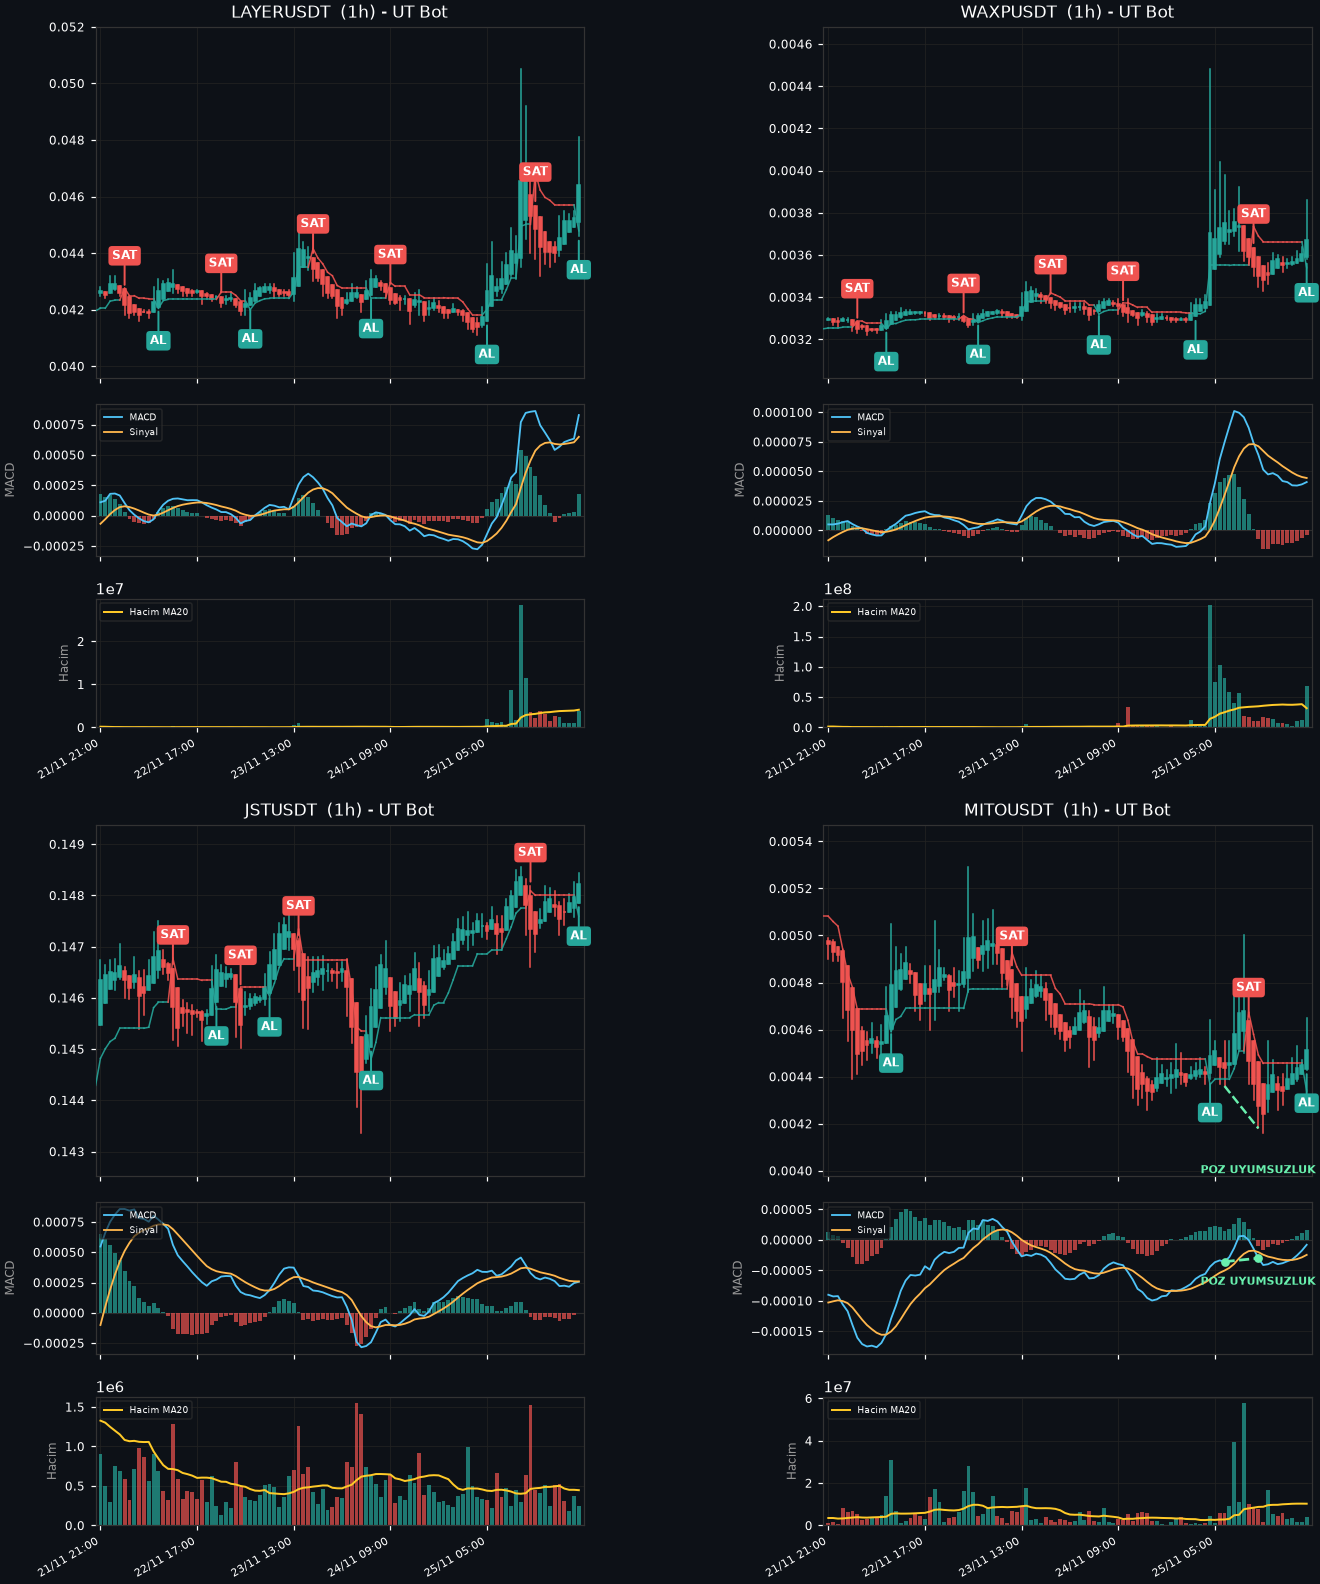 LAYERUSDT (1h) - UT Bot
0.052
0.050
0.048
0.046
0.044
0.042
0.040
SAT
SAT
SAT
SAT
SAT
AL
AL
AL
AL
AL
MACD
Sinyal
MACD
0.00075
0.00050
0.00025
0.00000
−0.00025
1e7
Hacim MA20
Hacim
2
1
0
21/11 21:00
22/11 17:00
23/11 13:00
24/11 09:00
25/11 05:00
WAXPUSDT (1h) - UT Bot
0.0046
0.0044
0.0042
0.0040
0.0038
0.0036
0.0034
0.0032
SAT
SAT
SAT
SAT
SAT
AL
AL
AL
AL
AL
MACD
Sinyal
MACD
0.000100
0.000075
0.000050
0.000025
0.000000
1e8
Hacim MA20
Hacim
2.0
1.5
1.0
0.5
0.0
21/11 21:00
22/11 17:00
23/11 13:00
24/11 09:00
25/11 05:00
JSTUSDT (1h) - UT Bot
0.149
0.148
0.147
0.146
0.145
0.144
0.143
SAT
SAT
SAT
SAT
AL
AL
AL
AL
MACD
Sinyal
MACD
0.00075
0.00050
0.00025
0.00000
−0.00025
1e6
Hacim MA20
Hacim
1.5
1.0
0.5
0.0
21/11 21:00
22/11 17:00
23/11 13:00
24/11 09:00
25/11 05:00
MITOUSDT (1h) - UT Bot
0.0054
0.0052
0.0050
0.0048
0.0046
0.0044
0.0042
0.0040
SAT
SAT
AL
AL
AL
POZ UYUMSUZLUK
MACD
Sinyal
MACD
0.00005
0.00000
−0.00005
−0.00010
−0.00015
POZ UYUMSUZLUK
1e7
Hacim MA20
Hacim
6
4
2
0
21/11 21:00
22/11 17:00
23/11 13:00
24/11 09:00
25/11 05:00